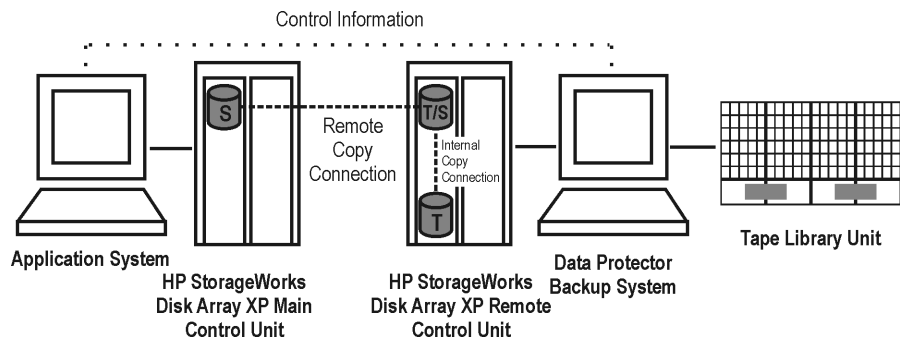 Control Information
S
T/S
Remote
Copy
Connection
Internal
Copy
Connection
T
Application System
HP StorageWorks
Disk Array XP Main
Control Unit
HP StorageWorks
Disk Array XP Remote
Control Unit
Data Protector
Backup System
Tape Library Unit